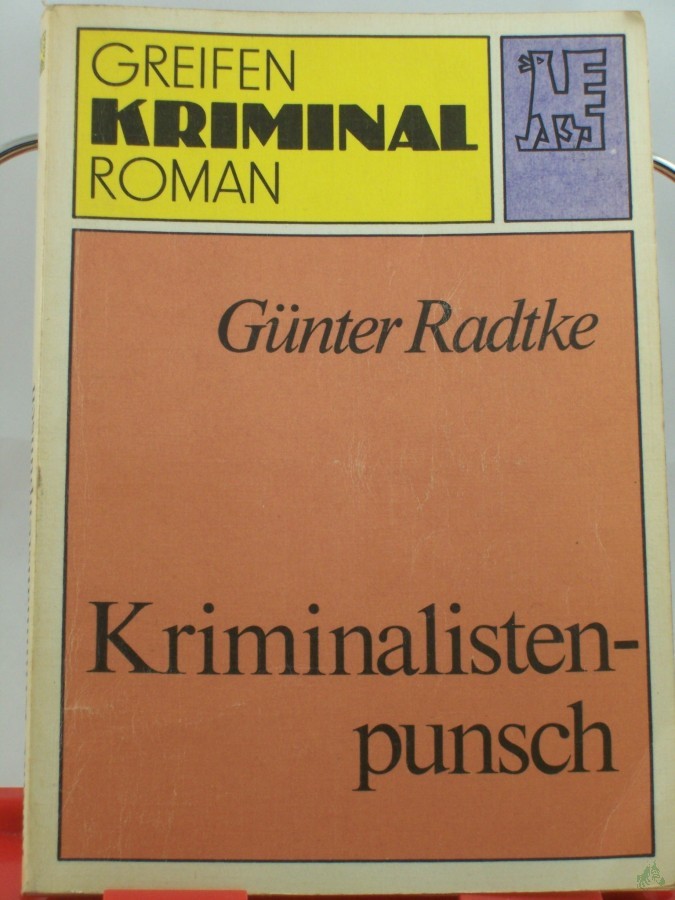 GREIFEN
KRIMINAL
ROMAN
Günter Radtke
Kriminalisten-
punsch